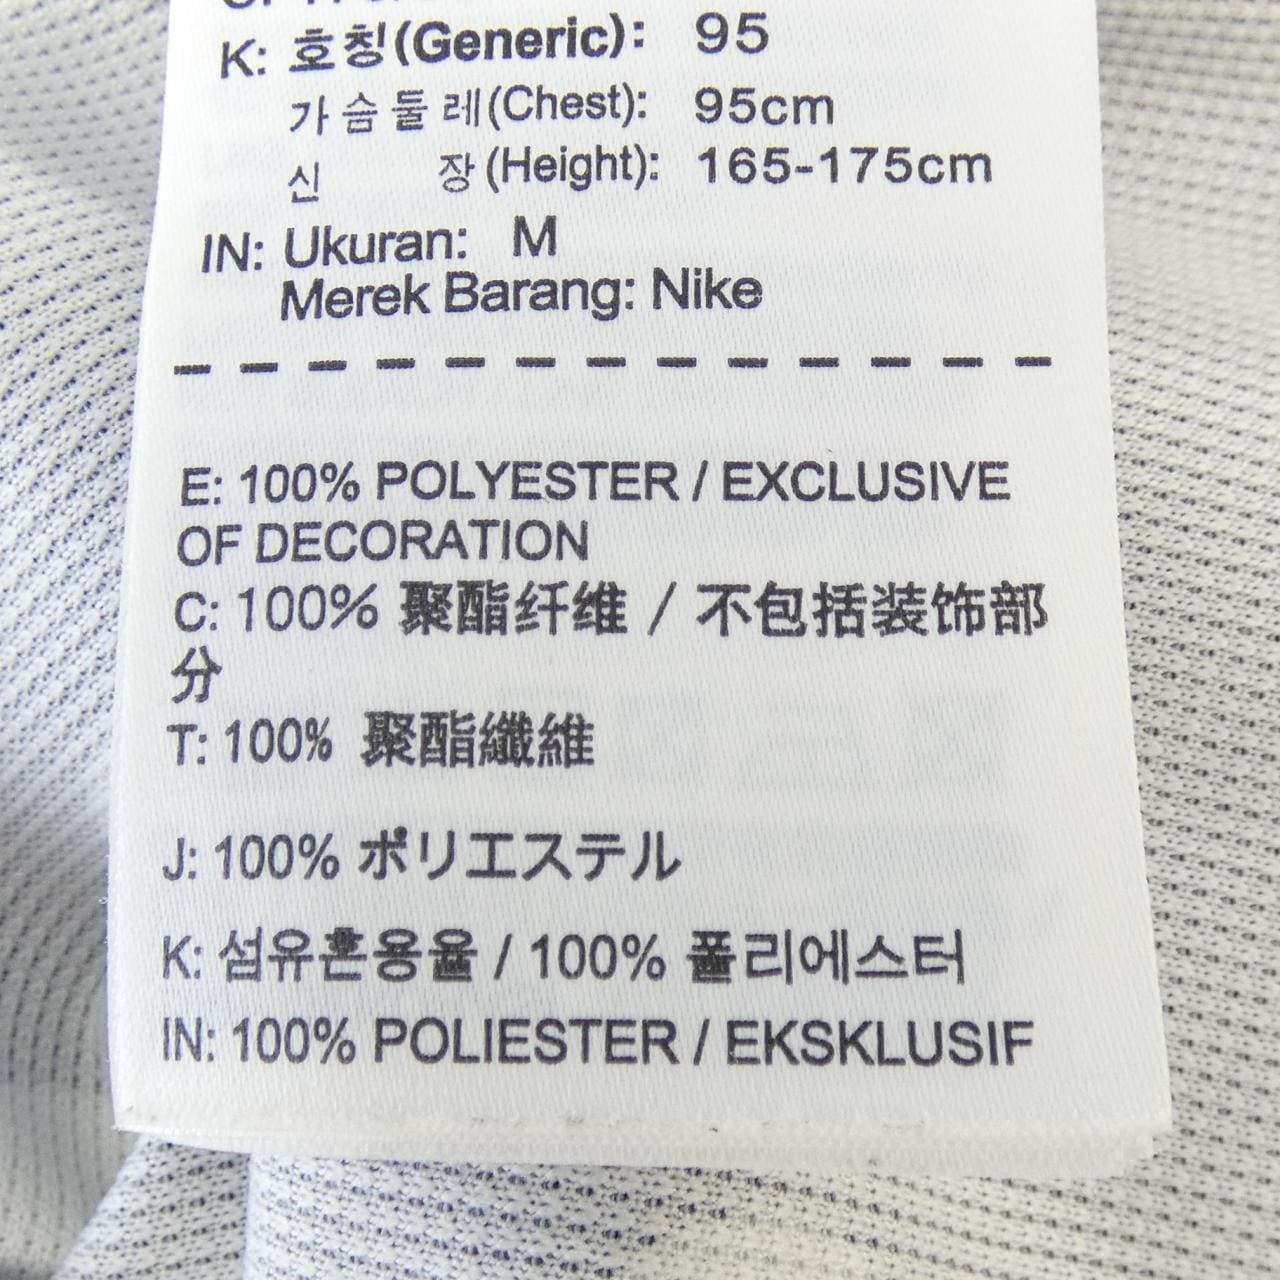 K: 호칭(Generic): 95
가슴둘레(Chest): 95cm
신 장(Height): 165-175cm
IN: Ukuran: M
Merek Barang: Nike
E: 100% POLYESTER / EXCLUSIVE
OF DECORATION
C: 100% 聚酯纤维 / 不包括装饰部
分
T: 100% 聚酯纖維
J: 100% ポリエステル
K: 섬유혼용율 / 100% 폴리에스터
IN: 100% POLIESTER / EKSKLUSIF